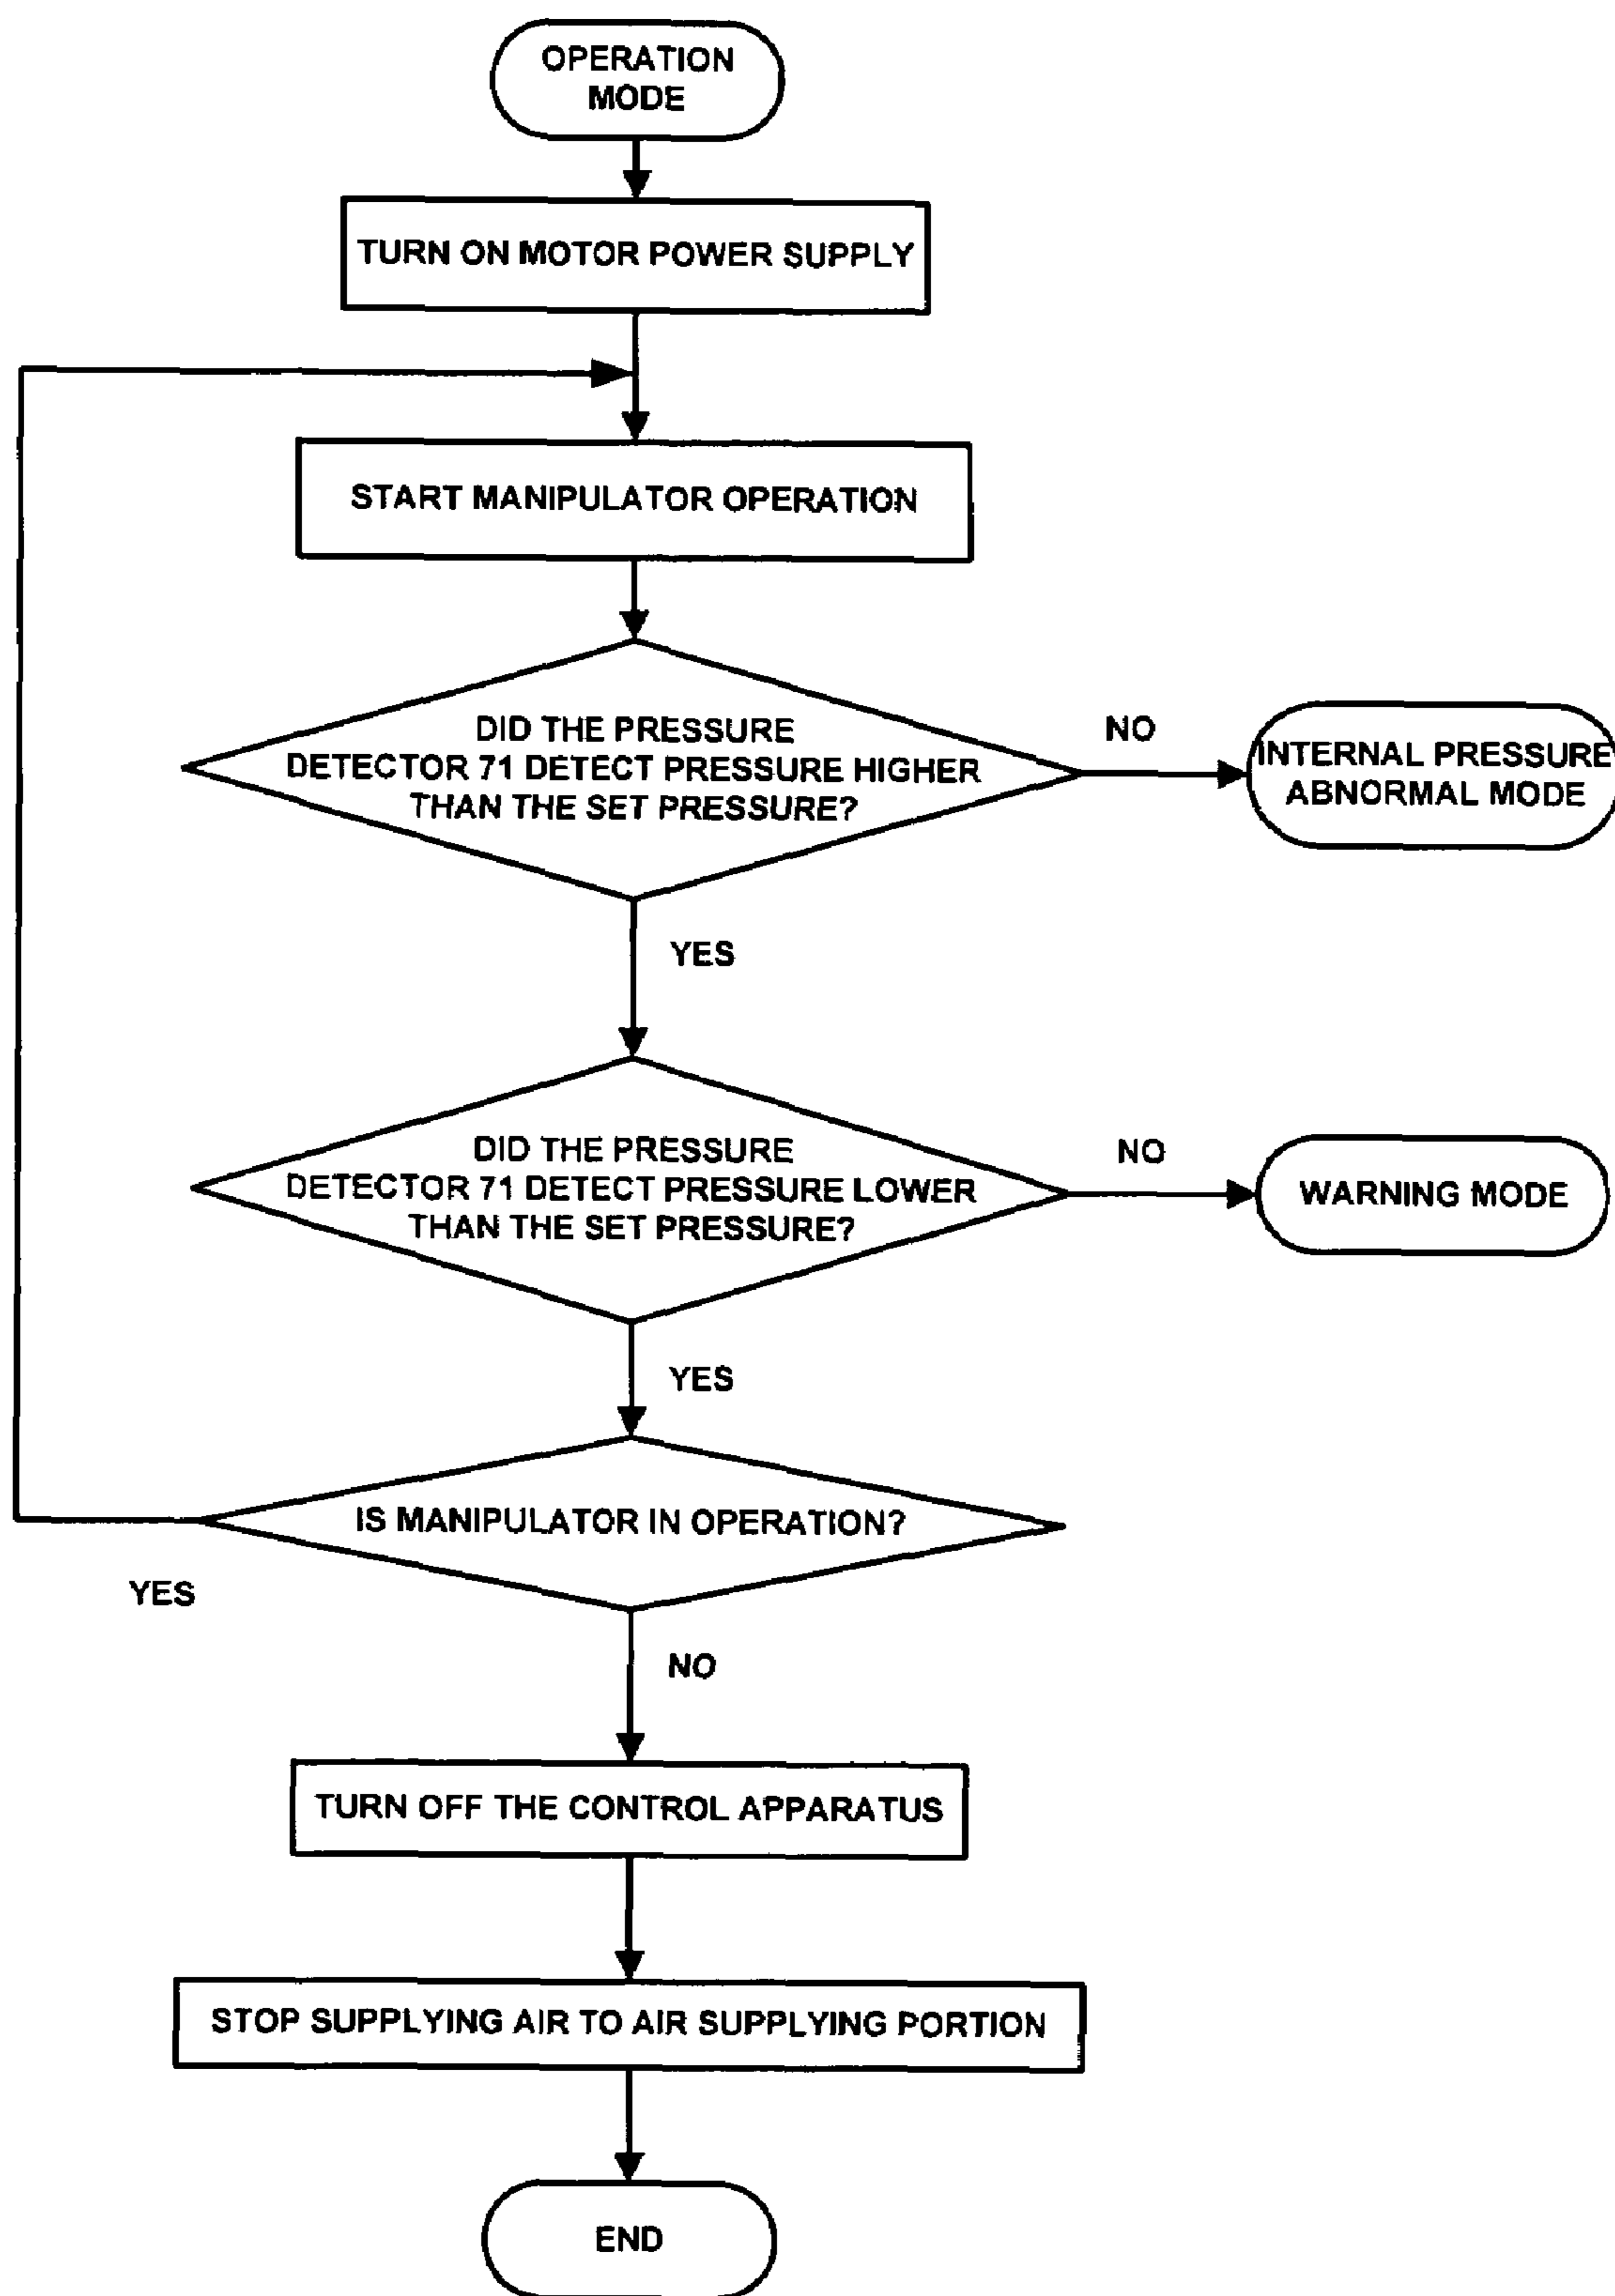 OPERATION
MODE
TURN ON MOTOR POWER SUPPLY
START MANIPULATOR OPERATION
DID THE PRESSURE
DETECTOR 71 DETECT PRESSURE HIGHER
THAN THE SET PRESSURE?
NO
INTERNAL PRESSURE
ABNORMAL MODE
YES
DID THE PRESSURE
DETECTOR 71 DETECT PRESSURE LOWER
THAN THE SET PRESSURE?
NO
WARNING MODE
YES
IS MANIPULATOR IN OPERATION?
YES
NO
TURN OFF THE CONTROL APPARATUS
STOP SUPPLYING AIR TO AIR SUPPLYING PORTION
END